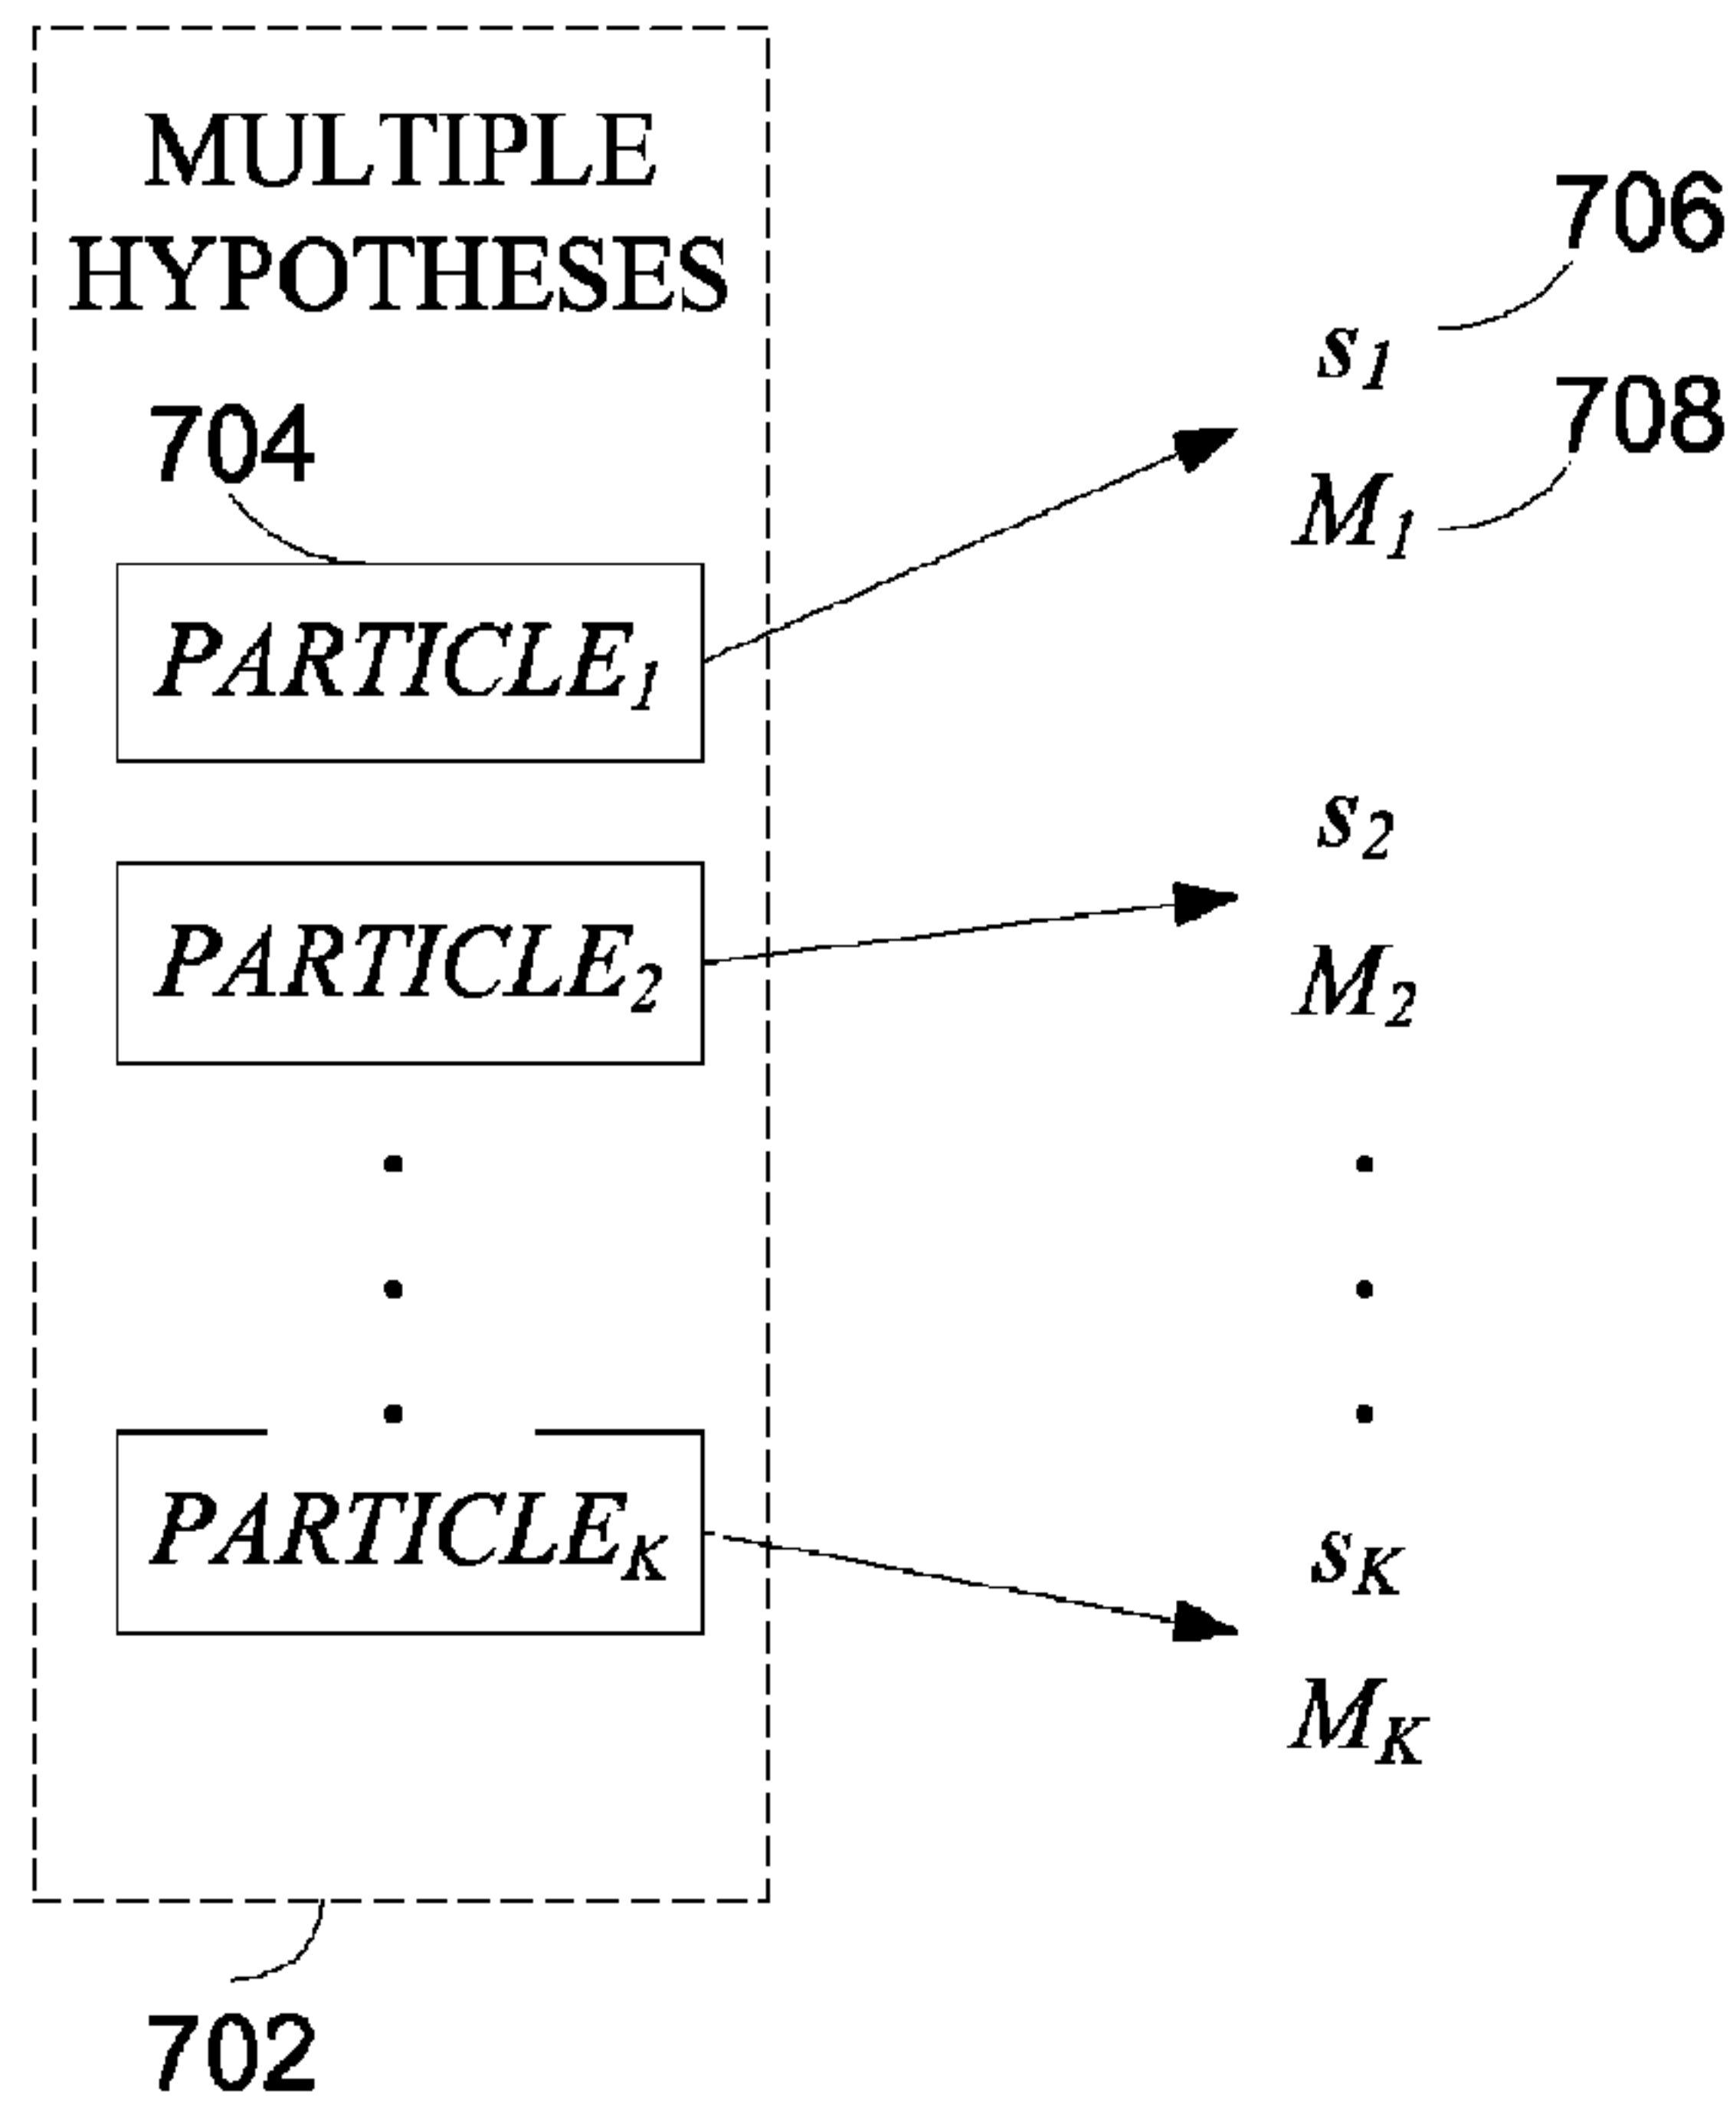 MULTIPLE
HYPOTHESES
704
PARTICLE1
PARTICLE2
PARTICLEK
702
706
s1
708
M1
s2
M2
sK
MK